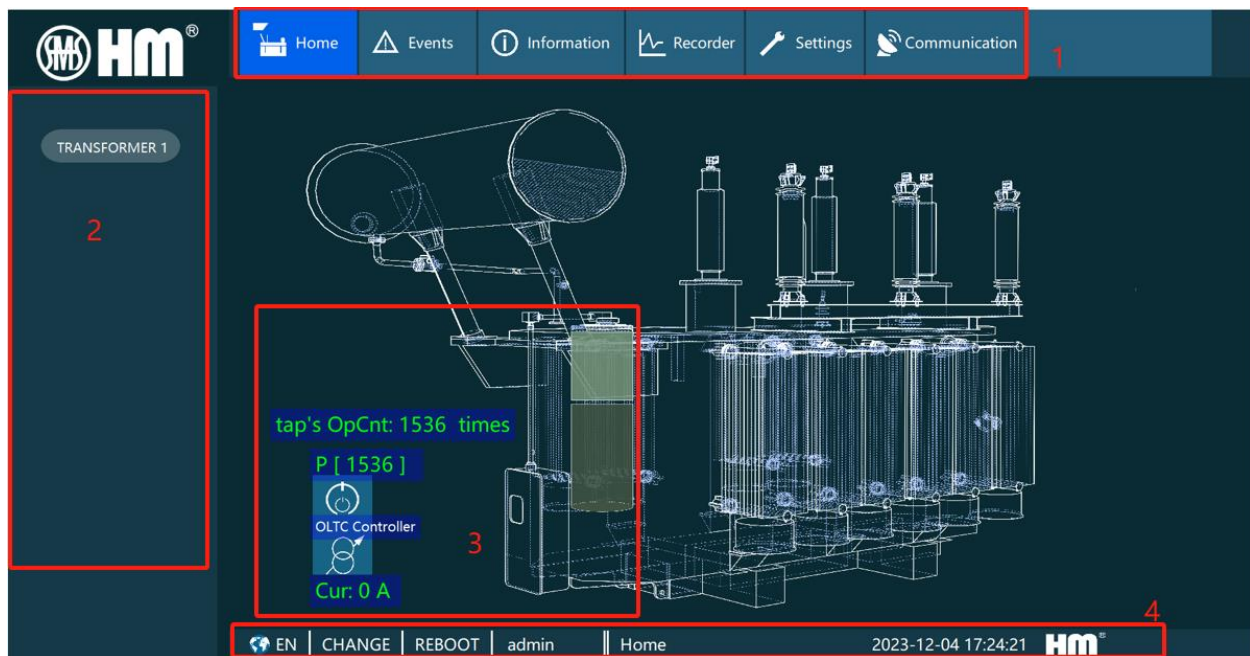 SMS HM®
Home Events Information Recorder Settings Communication
1
TRANSFORMER 1
2
tap's OpCnt: 1536 times
P [ 1536 ]
OLTC Controller
3
Cur: 0 A
4
EN CHANGE REBOOT admin Home 2023-12-04 17:24:21 HM®